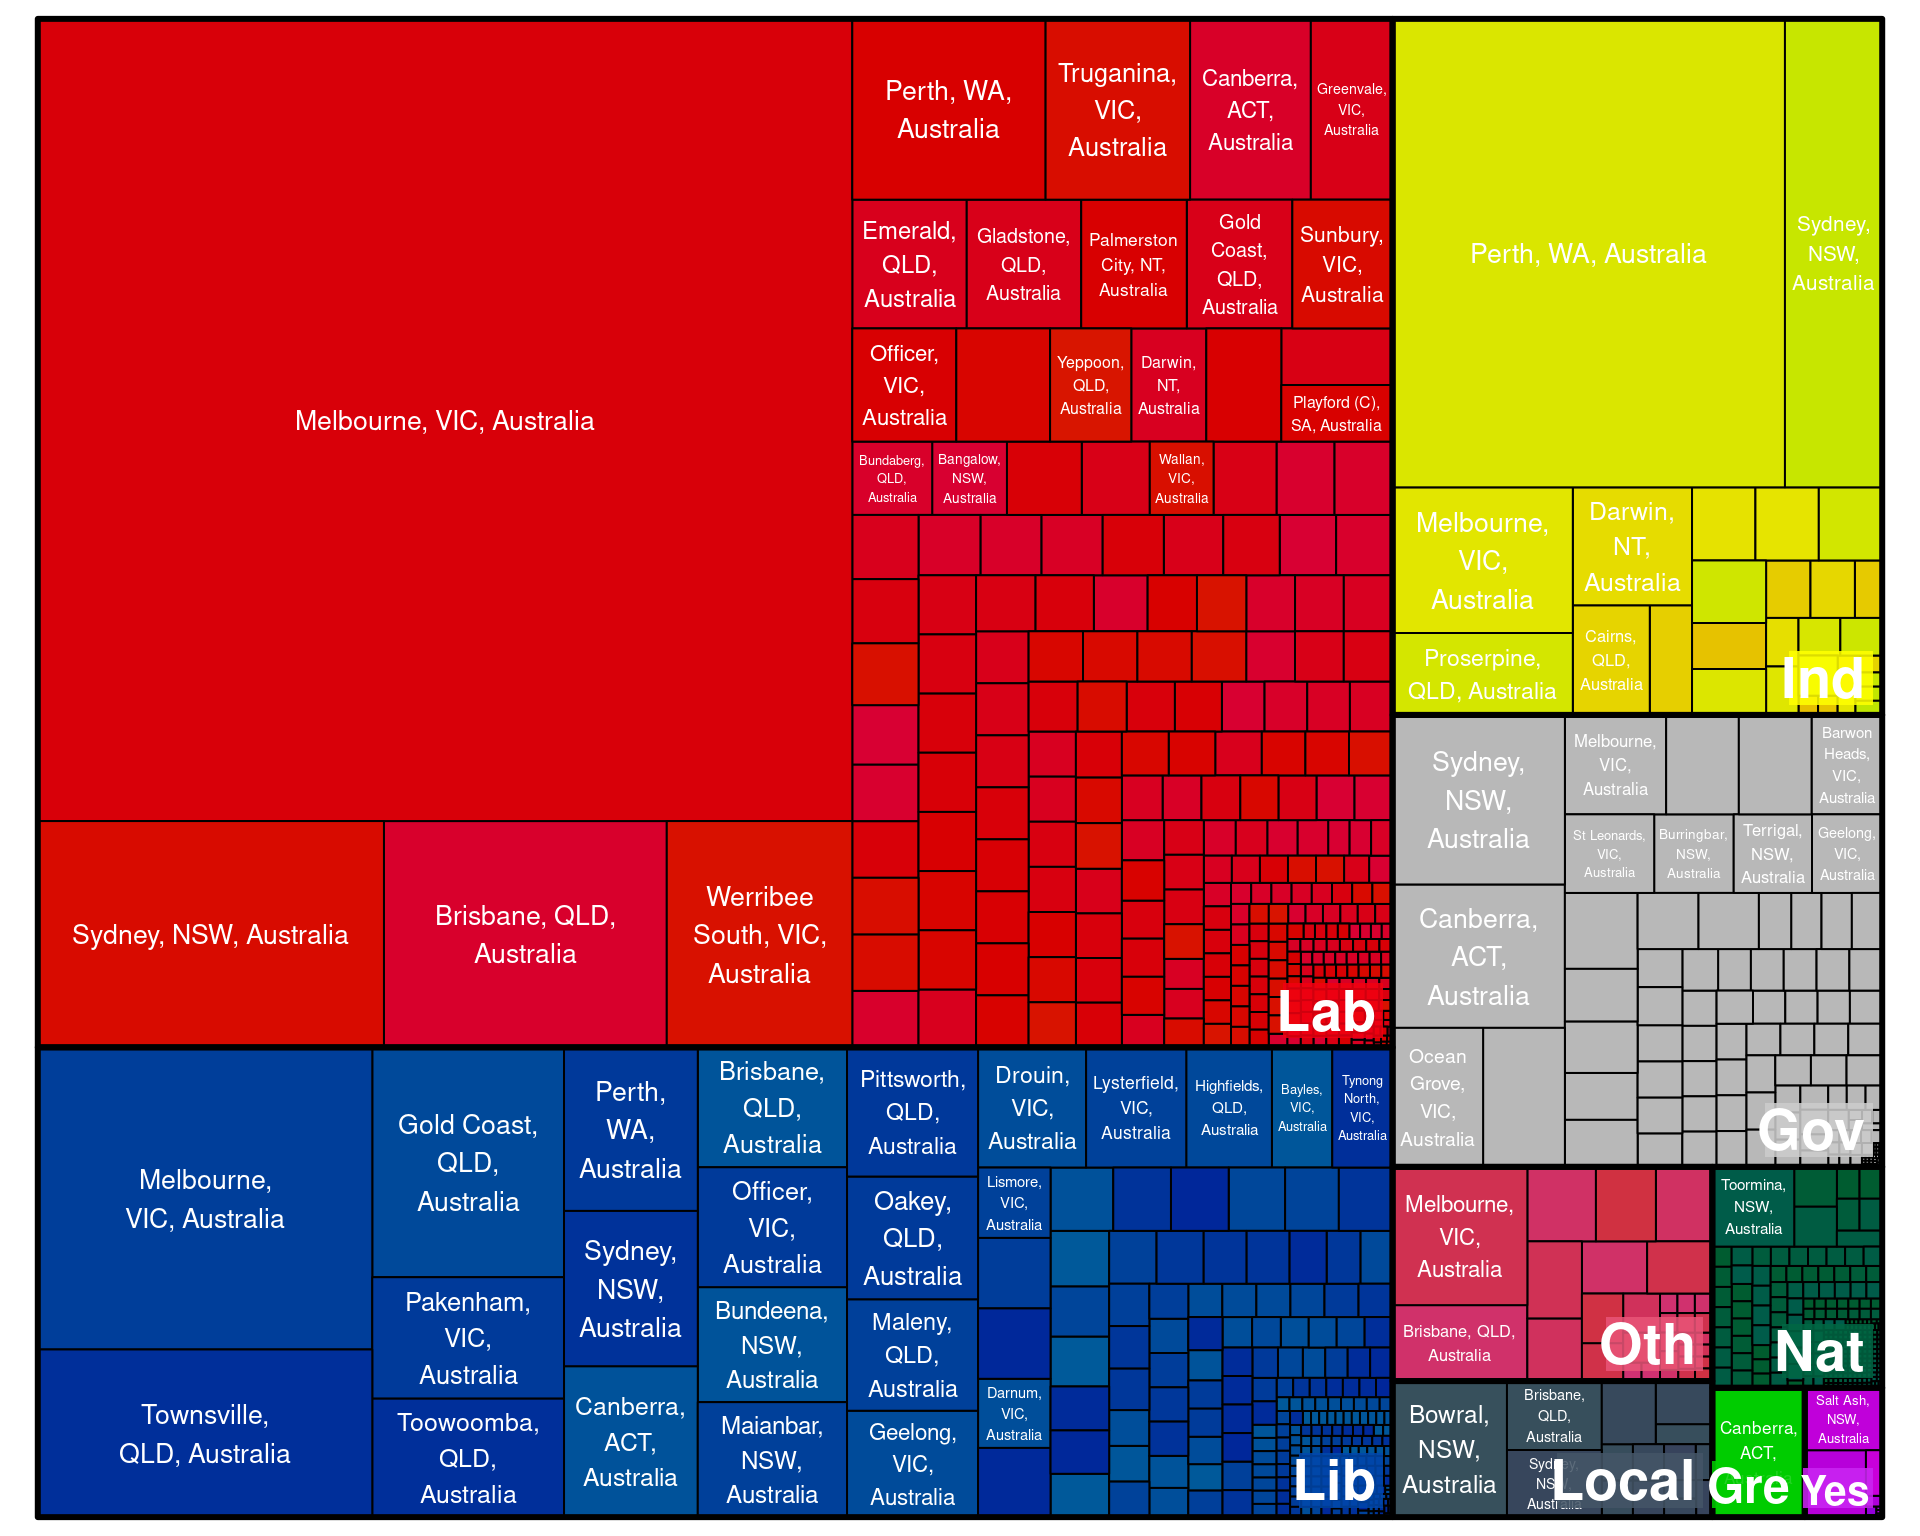 Melbourne, VIC, Australia
Sydney, NSW, Australia
Brisbane, QLD,
Australia
Werribee
South, VIC,
Australia
Perth, WA,
Australia
Truganina,
VIC,
Australia
Canberra,
ACT,
Australia
Greenvale,
VIC,
Australia
Emerald,
QLD,
Australia
Gladstone,
QLD,
Australia
Palmerston
City, NT,
Australia
Gold
Coast,
QLD,
Australia
Sunbury,
VIC,
Australia
Officer,
VIC,
Australia
Yeppoon,
QLD,
Australia
Darwin,
NT,
Australia
Playford (C),
SA, Australia
Bundaberg,
QLD,
Australia
Bangalow,
NSW,
Australia
Wallan,
VIC,
Australia
Lab
Perth, WA, Australia
Sydney,
NSW,
Australia
Melbourne,
VIC,
Australia
Darwin,
NT,
Australia
Proserpine,
QLD, Australia
Cairns,
QLD,
Australia
Ind
Sydney,
NSW,
Australia
Melbourne,
VIC,
Australia
Barwon
Heads,
VIC,
Australia
St Leonards,
VIC,
Australia
Burringbar,
NSW,
Australia
Terrigal,
NSW,
Australia
Geelong,
VIC,
Australia
Canberra,
ACT,
Australia
Ocean
Grove,
VIC,
Australia
Gov
Melbourne,
VIC, Australia
Townsville,
QLD, Australia
Gold Coast,
QLD,
Australia
Pakenham,
VIC,
Australia
Toowoomba,
QLD,
Australia
Perth,
WA,
Australia
Sydney,
NSW,
Australia
Canberra,
ACT,
Australia
Brisbane,
QLD,
Australia
Officer,
VIC,
Australia
Bundeena,
NSW,
Australia
Maianbar,
NSW,
Australia
Pittsworth,
QLD,
Australia
Oakey,
QLD,
Australia
Maleny,
QLD,
Australia
Geelong,
VIC,
Australia
Drouin,
VIC,
Australia
Lysterfield,
VIC,
Australia
Highfields,
QLD,
Australia
Bayles,
VIC,
Australia
Tynong
North,
VIC,
Australia
Lismore,
VIC,
Australia
Darnum,
VIC,
Australia
Lib
Melbourne,
VIC,
Australia
Brisbane, QLD,
Australia
Oth
Toormina,
NSW,
Australia
Nat
Bowral,
NSW,
Australia
Brisbane,
QLD,
Australia
Sydney,
NSW,
Australia
Local
Canberra,
ACT,
Gre
Salt Ash,
NSW,
Australia
Yes